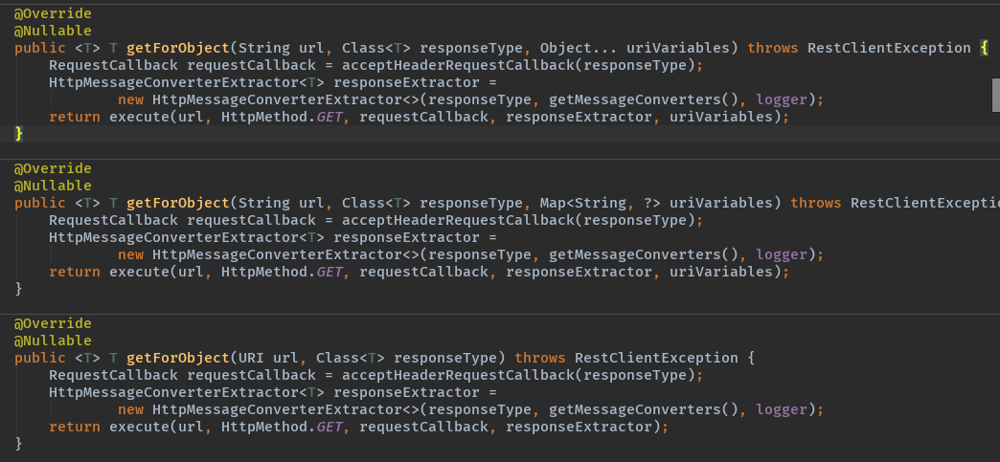 @Override
@Nullable
public <T> T getForObject(String url, Class<T> responseType, Object... uriVariables) throws RestClientException {
    RequestCallback requestCallback = acceptHeaderRequestCallback(responseType);
    HttpMessageConverterExtractor<T> responseExtractor =
            new HttpMessageConverterExtractor<>(responseType, getMessageConverters(), logger);
    return execute(url, HttpMethod.GET, requestCallback, responseExtractor, uriVariables);
}
@Override
@Nullable
public <T> T getForObject(String url, Class<T> responseType, Map<String, ?> uriVariables) throws RestClientExceptio
    RequestCallback requestCallback = acceptHeaderRequestCallback(responseType);
    HttpMessageConverterExtractor<T> responseExtractor =
            new HttpMessageConverterExtractor<>(responseType, getMessageConverters(), logger);
    return execute(url, HttpMethod.GET, requestCallback, responseExtractor, uriVariables);
}
@Override
@Nullable
public <T> T getForObject(URI url, Class<T> responseType) throws RestClientException {
    RequestCallback requestCallback = acceptHeaderRequestCallback(responseType);
    HttpMessageConverterExtractor<T> responseExtractor =
            new HttpMessageConverterExtractor<>(responseType, getMessageConverters(), logger);
    return execute(url, HttpMethod.GET, requestCallback, responseExtractor);
}